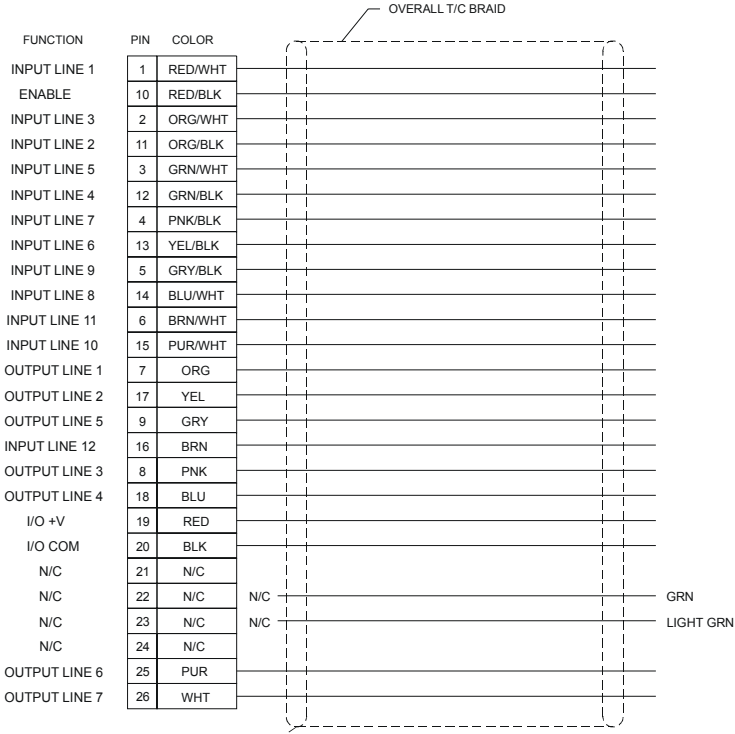 OVERALL T/C BRAID
FUNCTION PIN COLOR
INPUT LINE 1 1 RED/WHT
ENABLE 10 RED/BLK
INPUT LINE 3 2 ORG/WHT
INPUT LINE 2 11 ORG/BLK
INPUT LINE 5 3 GRN/WHT
INPUT LINE 4 12 GRN/BLK
INPUT LINE 7 4 PNK/BLK
INPUT LINE 6 13 YEL/BLK
INPUT LINE 9 5 GRY/BLK
INPUT LINE 8 14 BLU/WHT
INPUT LINE 11 6 BRN/WHT
INPUT LINE 10 15 PUR/WHT
OUTPUT LINE 1 7 ORG
OUTPUT LINE 2 17 YEL
OUTPUT LINE 5 9 GRY
INPUT LINE 12 16 BRN
OUTPUT LINE 3 8 PNK
OUTPUT LINE 4 18 BLU
I/O +V 19 RED
I/O COM 20 BLK
N/C 21 N/C
N/C 22 N/C N/C GRN
N/C 23 N/C N/C LIGHT GRN
N/C 24 N/C
OUTPUT LINE 6 25 PUR
OUTPUT LINE 7 26 WHT